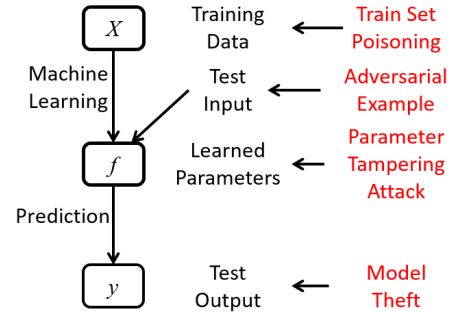 X
Training
Data
Train Set
Poisoning
Machine
Learning
Test
Input
Adversarial
Example
f
Learned
Parameters
Parameter
Tampering
Attack
Prediction
y
Test
Output
Model
Theft